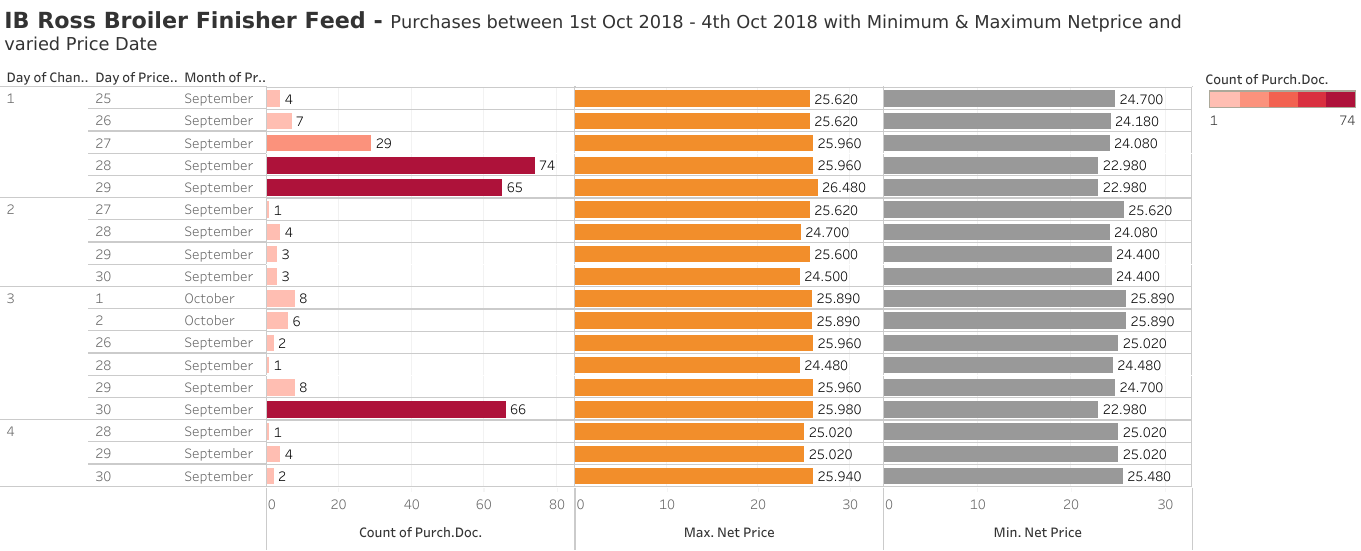 IB Ross Broiler Finisher Feed - Purchases between 1st Oct 2018 - 4th Oct 2018 with Minimum & Maximum Netprice and
varied Price Date
Day of Chan.. Day of Price.. Month of Pr..
Count of Purch.Doc.
1 74
1 25 September 4 25.620 24.700
26 September 7 25.620 24.180
27 September 29 25.960 24.080
28 September 74 25.960 22.980
29 September 65 26.480 22.980
2 27 September 1 25.620 25.620
28 September 4 24.700 24.080
29 September 3 25.600 24.400
30 September 3 24.500 24.400
3 1 October 8 25.890 25.890
2 October 6 25.890 25.890
26 September 2 25.960 25.020
28 September 1 24.480 24.480
29 September 8 25.960 24.700
30 September 66 25.980 22.980
4 28 September 1 25.020 25.020
29 September 4 25.020 25.020
30 September 2 25.940 25.480
0 20 40 60 80 0 10 20 30 0 10 20 30
Count of Purch.Doc. Max. Net Price Min. Net Price